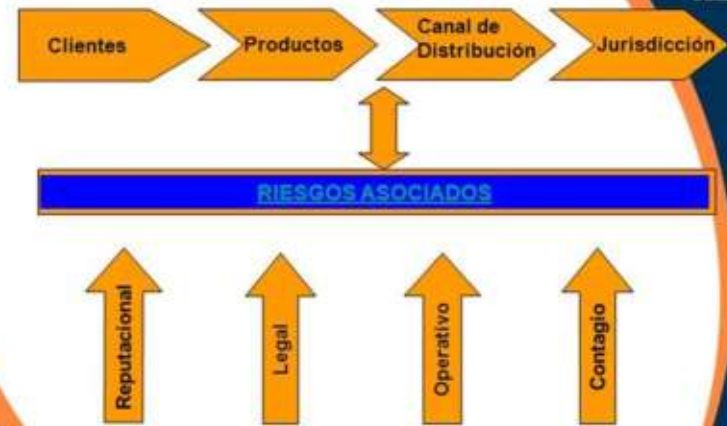 Clientes
Productos
Canal de
Distribución
Jurisdicción
RIESGOS ASOCIADOS
Reputacional
Legal
Operativo
Contagio